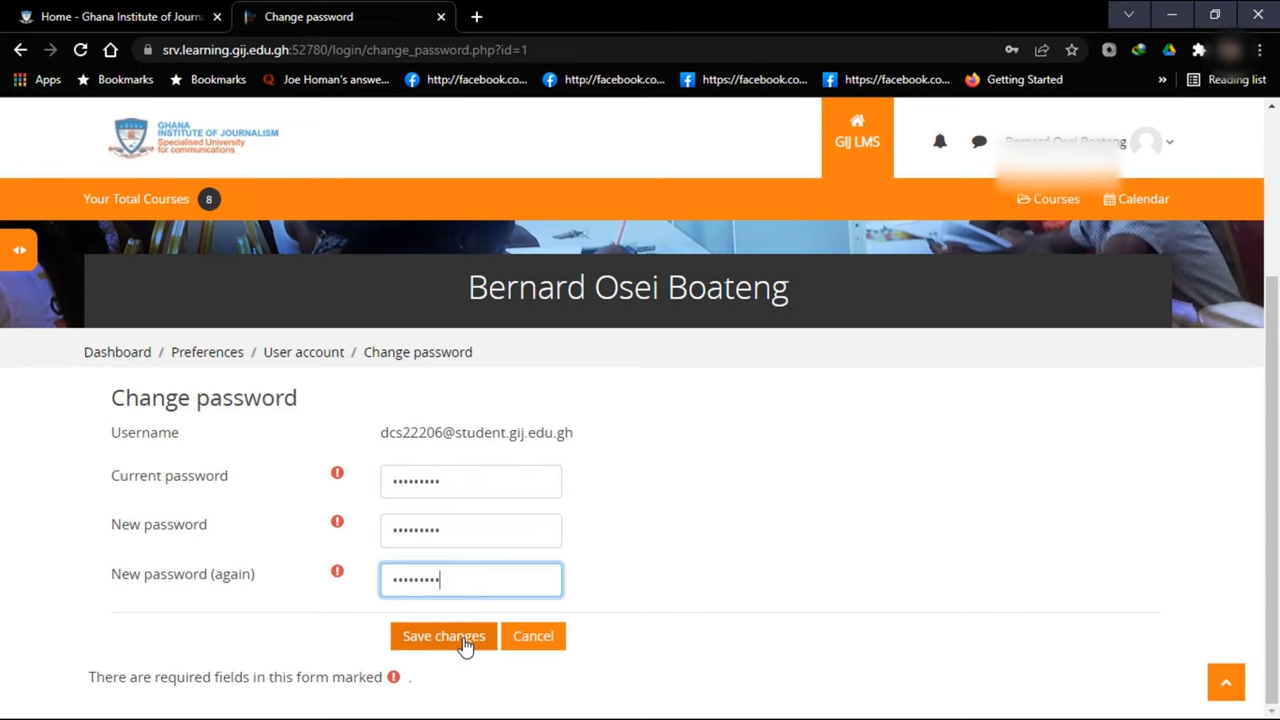 Home - Ghana Institute of Journ
Change password
srv.learning.gij.edu.gh:52780/login/change_password.php?id=1
Apps
Bookmarks
Bookmarks
Joe Homan's answe...
http://facebook.co...
http://facebook.co...
https://facebook.co...
https://facebook.co...
Getting Started
»
Reading list
GHANA
INSTITUTE OF JOURNALISM
Specialised University
for communications
GIJ LMS
Bernard Osei Boateng
Your Total Courses 8
Courses
Calendar
Bernard Osei Boateng
Dashboard / Preferences / User account / Change password
Change password
Username dcs22206@student.gij.edu.gh
Current password •••••••••
New password •••••••••
New password (again) •••••••••
Save changes
Cancel
There are required fields in this form marked .